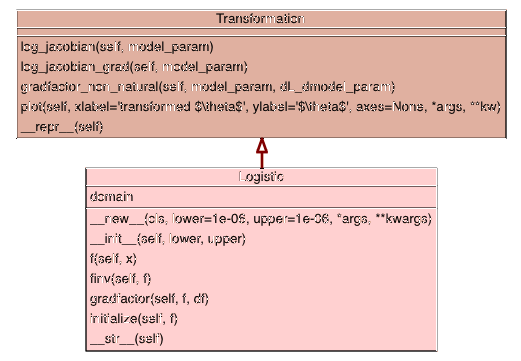 Transformation
log_jacobian(self, model_param)
log_jacobian_grad(self, model_param)
gradfactor_non_natural(self, model_param, dL_dmodel_param)
plot(self, xlabel='transformed $\theta$', ylabel='$\theta$', axes=None, *args, **kw)
__repr__(self)
Logistic
domain
__new__(cls, lower=1e-06, upper=1e-06, *args, **kwargs)
__init__(self, lower, upper)
f(self, x)
finv(self, f)
gradfactor(self, f, df)
initialize(self, f)
__str__(self)